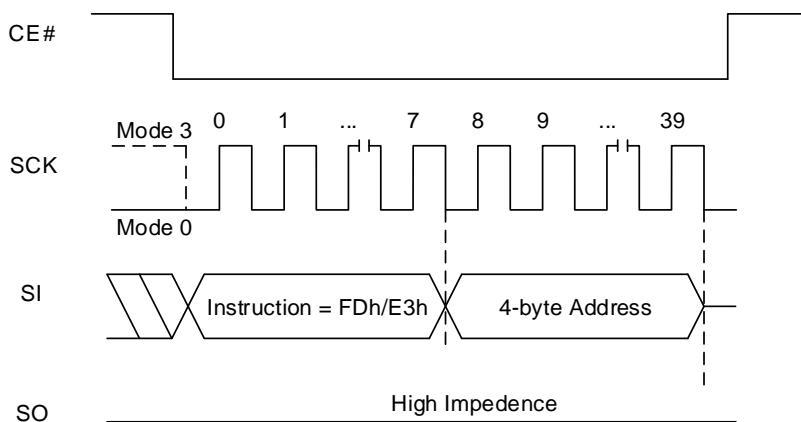 CE#
0 1 ... 7 8 9 ... 39
Mode 3
SCK
Mode 0
SI
Instruction = FDh/E3h
4-byte Address
High Impedence
SO